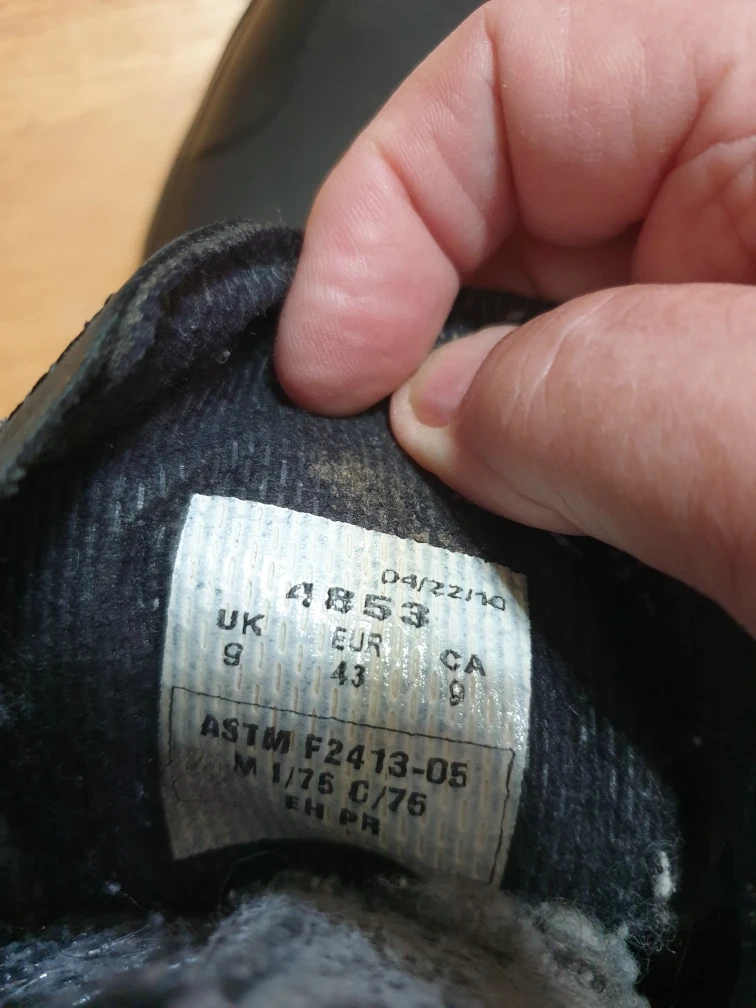 04/22/10
4853
UK EUR CA
9 43 9
ASTM F2413-05
M I/75 C/75
EH PR